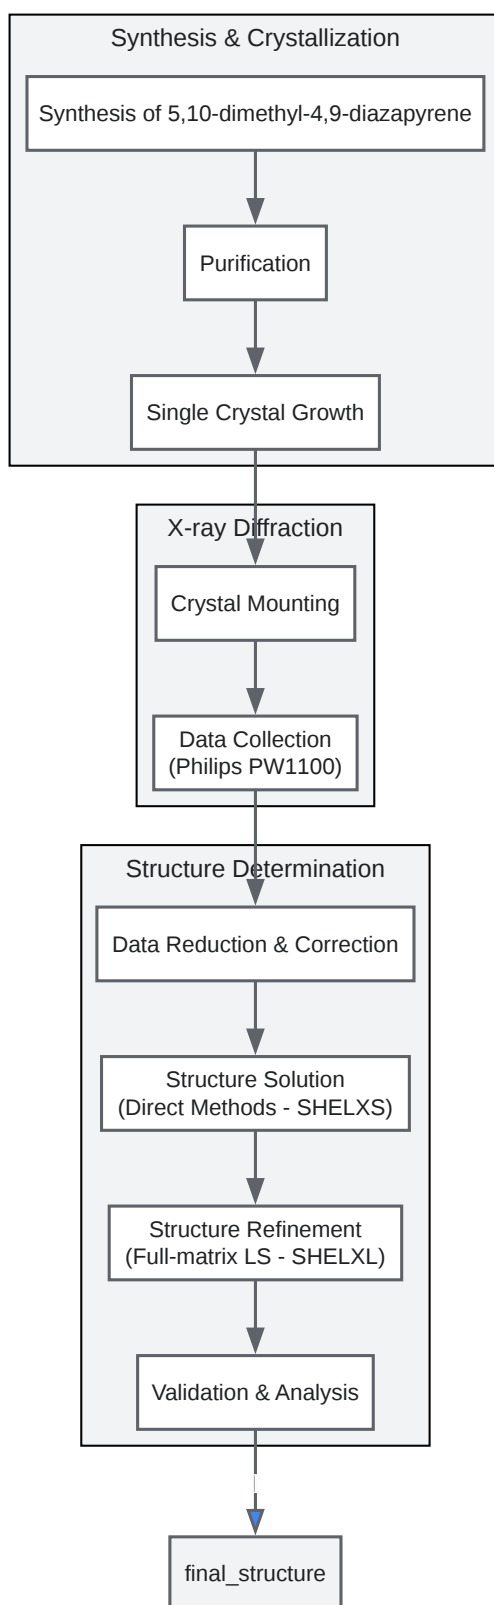 Synthesis & Crystallization
Synthesis of 5,10-dimethyl-4,9-diazapyrene
Purification
Single Crystal Growth
X-ray Diffraction
Crystal Mounting
Data Collection
(Philips PW1100)
Structure Determination
Data Reduction & Correction
Structure Solution
(Direct Methods - SHELXS)
Structure Refinement
(Full-matrix LS - SHELXL)
Validation & Analysis
final_structure